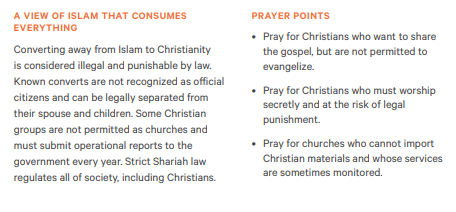 A VIEW OF ISLAM THAT CONSUMES
EVERYTHING
Converting away from Islam to Christianity
is considered illegal and punishable by law.
Known converts are not recognized as official
citizens and can be legally separated from
their spouse and children. Some Christian
groups are not permitted as churches and
must submit operational reports to the
government every year. Strict Shariah law
regulates all of society, including Christians.
PRAYER POINTS
• Pray for Christians who want to share
the gospel, but are not permitted to
evangelize.
• Pray for Christians who must worship
secretly and at the risk of legal
punishment.
• Pray for churches who cannot import
Christian materials and whose services
are sometimes monitored.